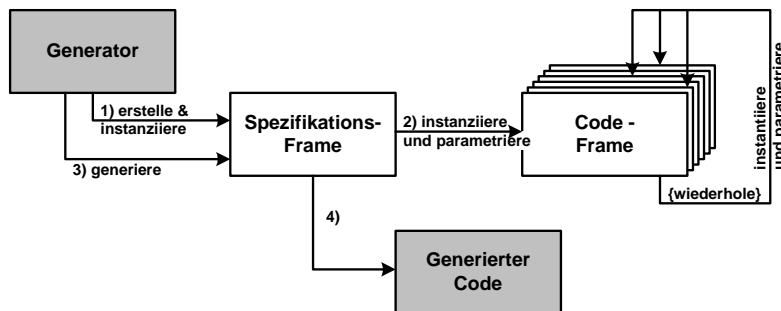 Generator
1) erstelle &
instanziiere
3) generiere
Spezifikations-
Frame
2) instanziiere
und parametriere
Code -
Frame
instantiiere
und parametriere
{wiederhole}
4)
Generierter
Code